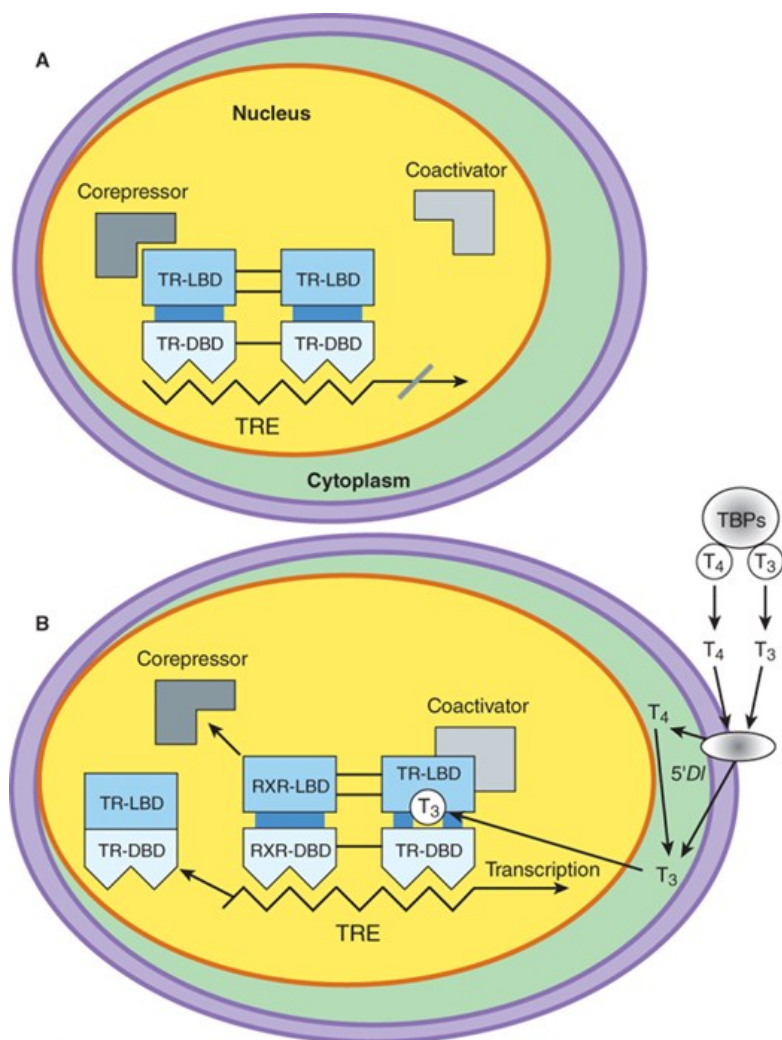 A
Nucleus
Corepressor
Coactivator
TR-LBD
TR-LBD
TR-DBD
TR-DBD
TRE
Cytoplasm
TBPs
T4
T3
T4
T3
B
Corepressor
Coactivator
T4
5'DI
TR-LBD
RXR-LBD
TR-LBD
T3
TR-DBD
RXR-DBD
TR-DBD
Transcription
T3
TRE